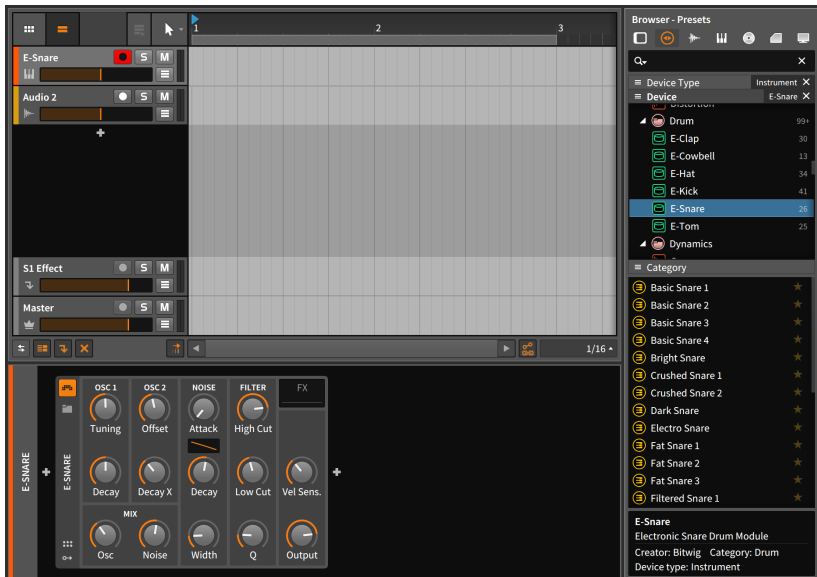 Browser - Presets
1
2
3
E-Snare
S
M
Audio 2
S
M
S1 Effect
S
M
Master
S
M
1/16
Device Type
Instrument
Device
E-Snare
Distortion
Drum
99+
E-Clap
30
E-Cowbell
13
E-Hat
34
E-Kick
41
E-Snare
26
E-Tom
25
Dynamics
Category
Basic Snare 1
Basic Snare 2
Basic Snare 3
Basic Snare 4
Bright Snare
Crushed Snare 1
Crushed Snare 2
Dark Snare
Electro Snare
Fat Snare 1
Fat Snare 2
Fat Snare 3
Filtered Snare 1
E-Snare
Electronic Snare Drum Module
Creator: Bitwig Category: Drum
Device type: Instrument
E-SNARE
E-SNARE
OSC 1
OSC 2
NOISE
FILTER
FX
Tuning
Offset
Attack
High Cut
Decay
Decay X
Decay
Low Cut
Vel Sens.
MIX
Osc
Noise
Width
Q
Output